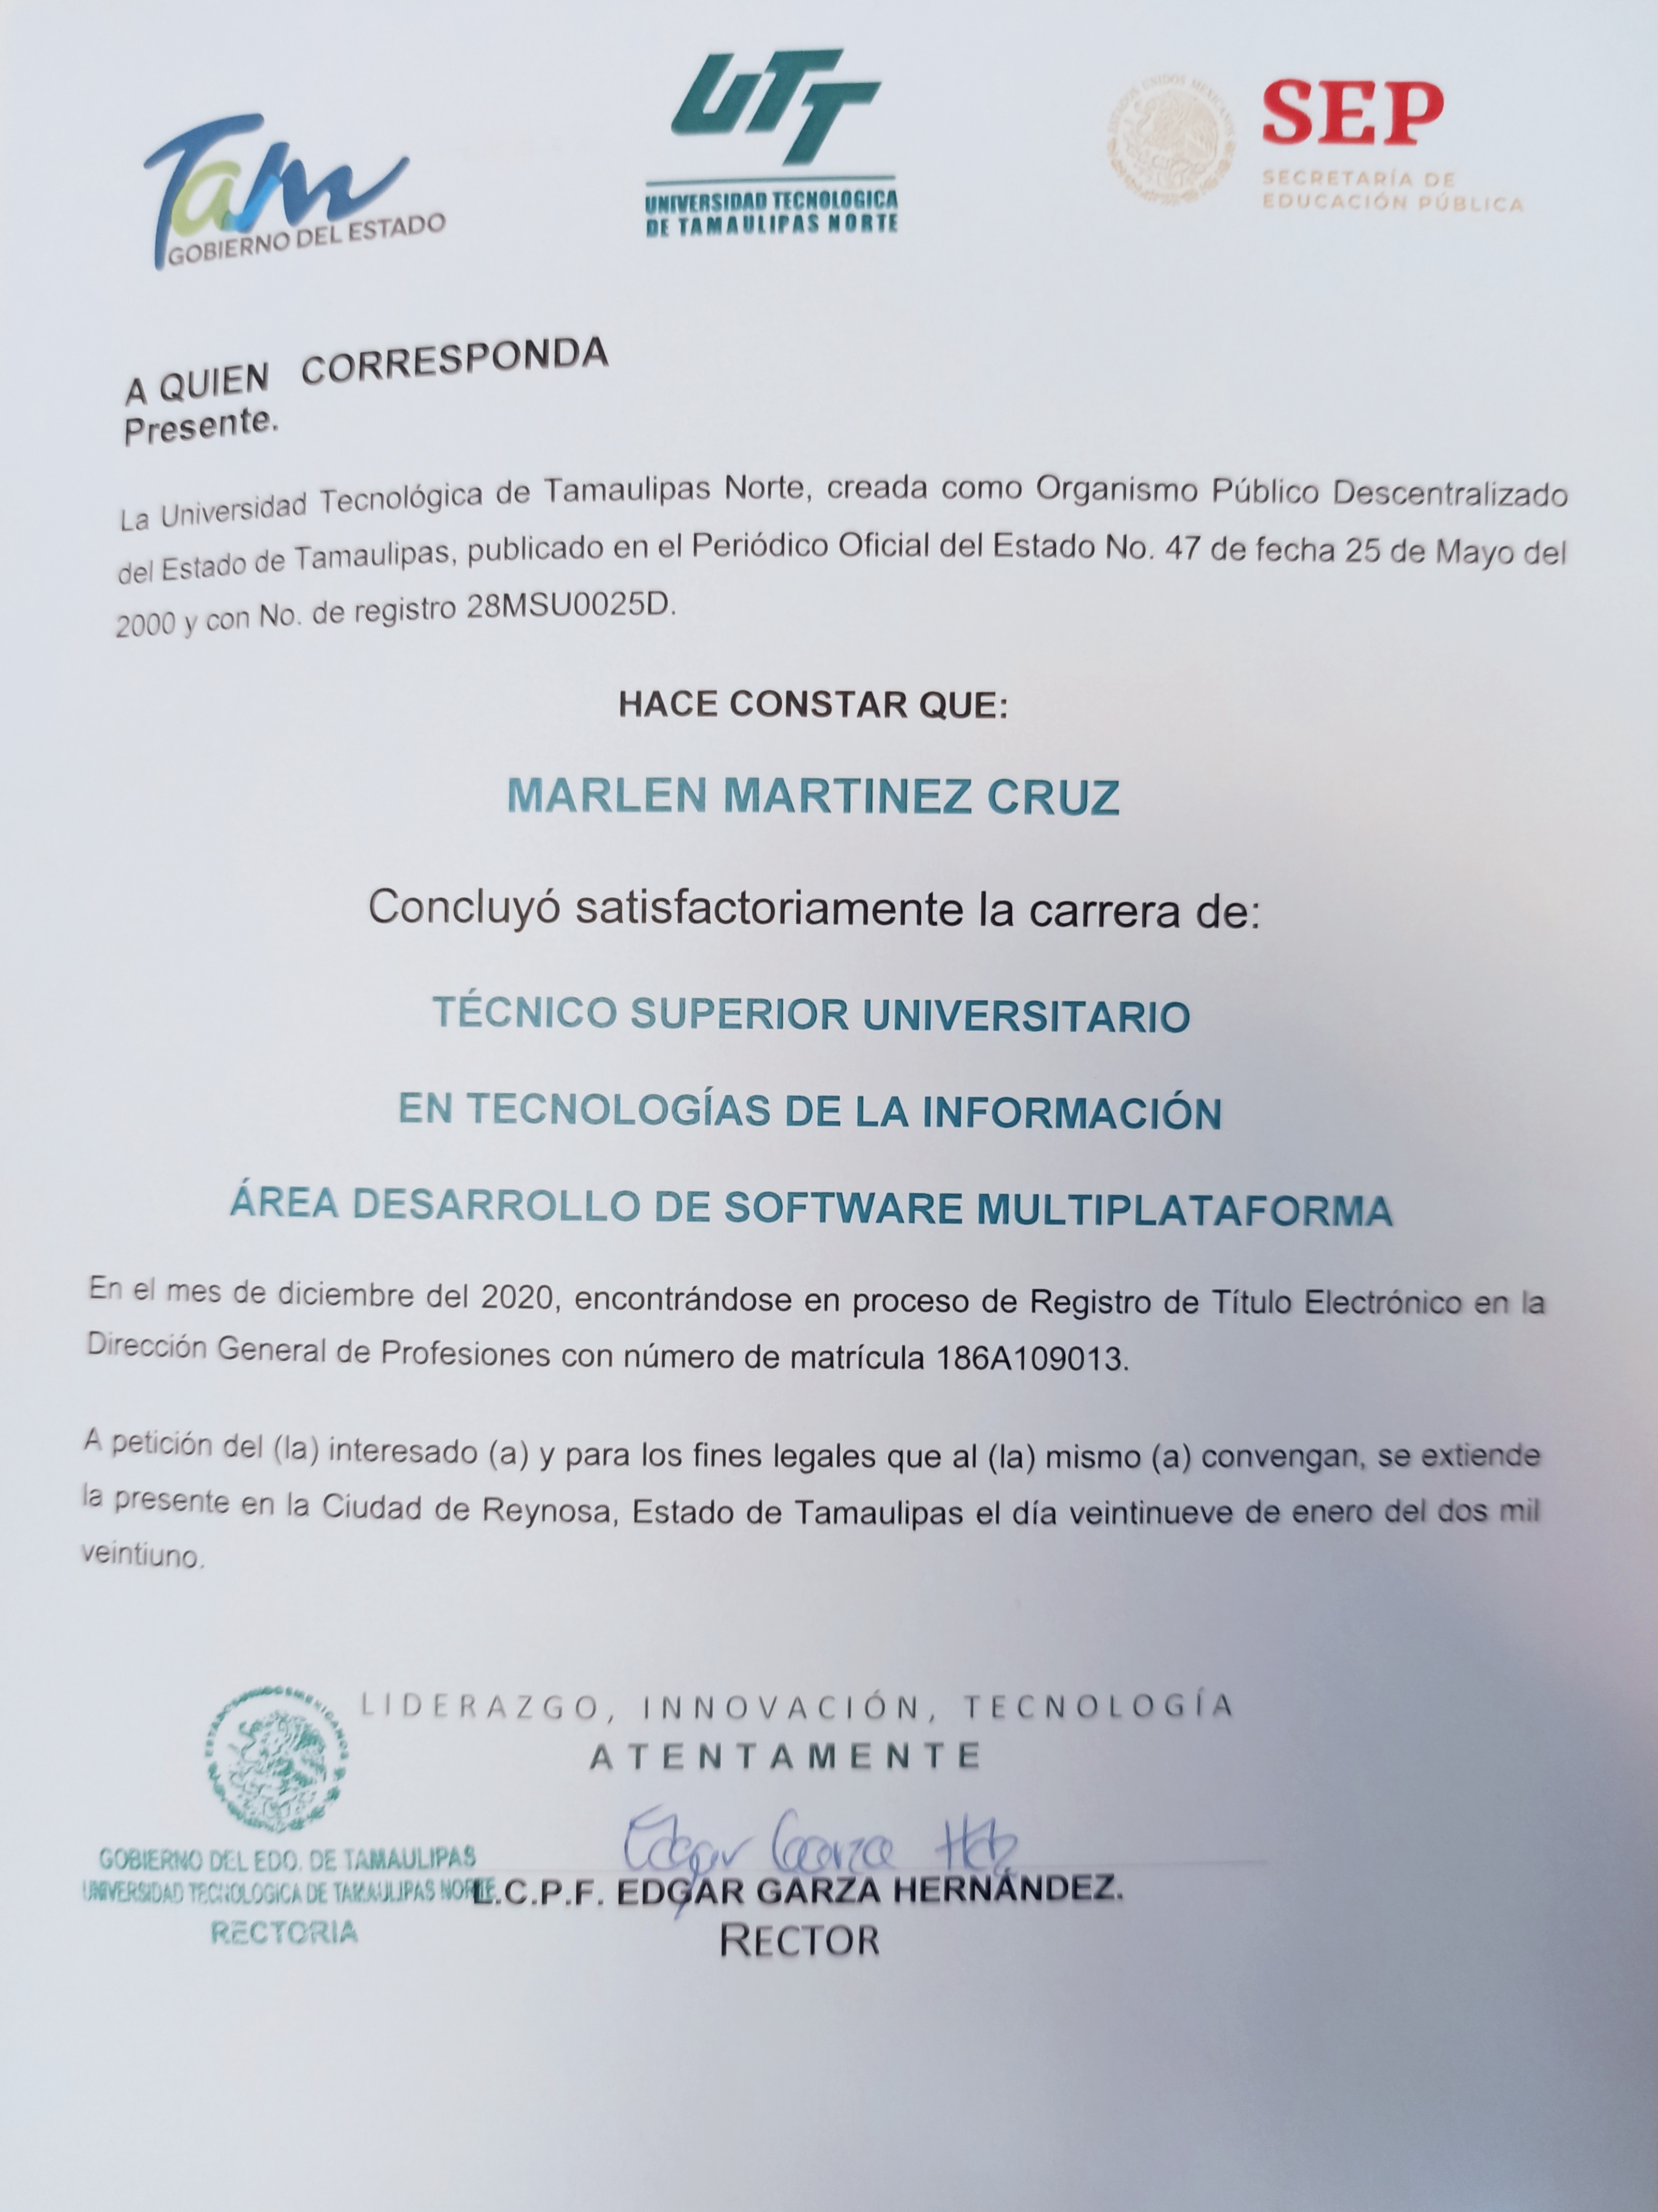 Tam
GOBIERNO DEL ESTADO
UTT
UNIVERSIDAD TECNOLOGICA
DE TAMAULIPAS NORTE
ESTADOS UNIDOS MEXICANOS
SEP
SECRETARÍA DE
EDUCACIÓN PÚBLICA
A QUIEN CORRESPONDA
Presente.
La Universidad Tecnológica de Tamaulipas Norte, creada como Organismo Público Descentralizado
del Estado de Tamaulipas, publicado en el Periódico Oficial del Estado No. 47 de fecha 25 de Mayo del
2000 y con No. de registro 28MSU0025D.
HACE CONSTAR QUE:
MARLEN MARTINEZ CRUZ
Concluyó satisfactoriamente la carrera de:
TÉCNICO SUPERIOR UNIVERSITARIO
EN TECNOLOGÍAS DE LA INFORMACIÓN
ÁREA DESARROLLO DE SOFTWARE MULTIPLATAFORMA
En el mes de diciembre del 2020, encontrándose en proceso de Registro de Título Electrónico en la
Dirección General de Profesiones con número de matrícula 186A109013.
A petición del (la) interesado (a) y para los fines legales que al (la) mismo (a) convengan, se extiende
la presente en la Ciudad de Reynosa, Estado de Tamaulipas el día veintinueve de enero del dos mil
veintiuno.
LIDERAZGO, INNOVACIÓN, TECNOLOGÍA
ATENTAMENTE
ESTADOS UNIDOS MEXICANOS
GOBIERNO DEL EDO. DE TAMAULIPAS
UNIVERSIDAD TECNOLOGICA DE TAMAULIPAS NORTE
RECTORIA
Edgar Garza Hdz
L.C.P.F. EDGAR GARZA HERNÁNDEZ.
RECTOR